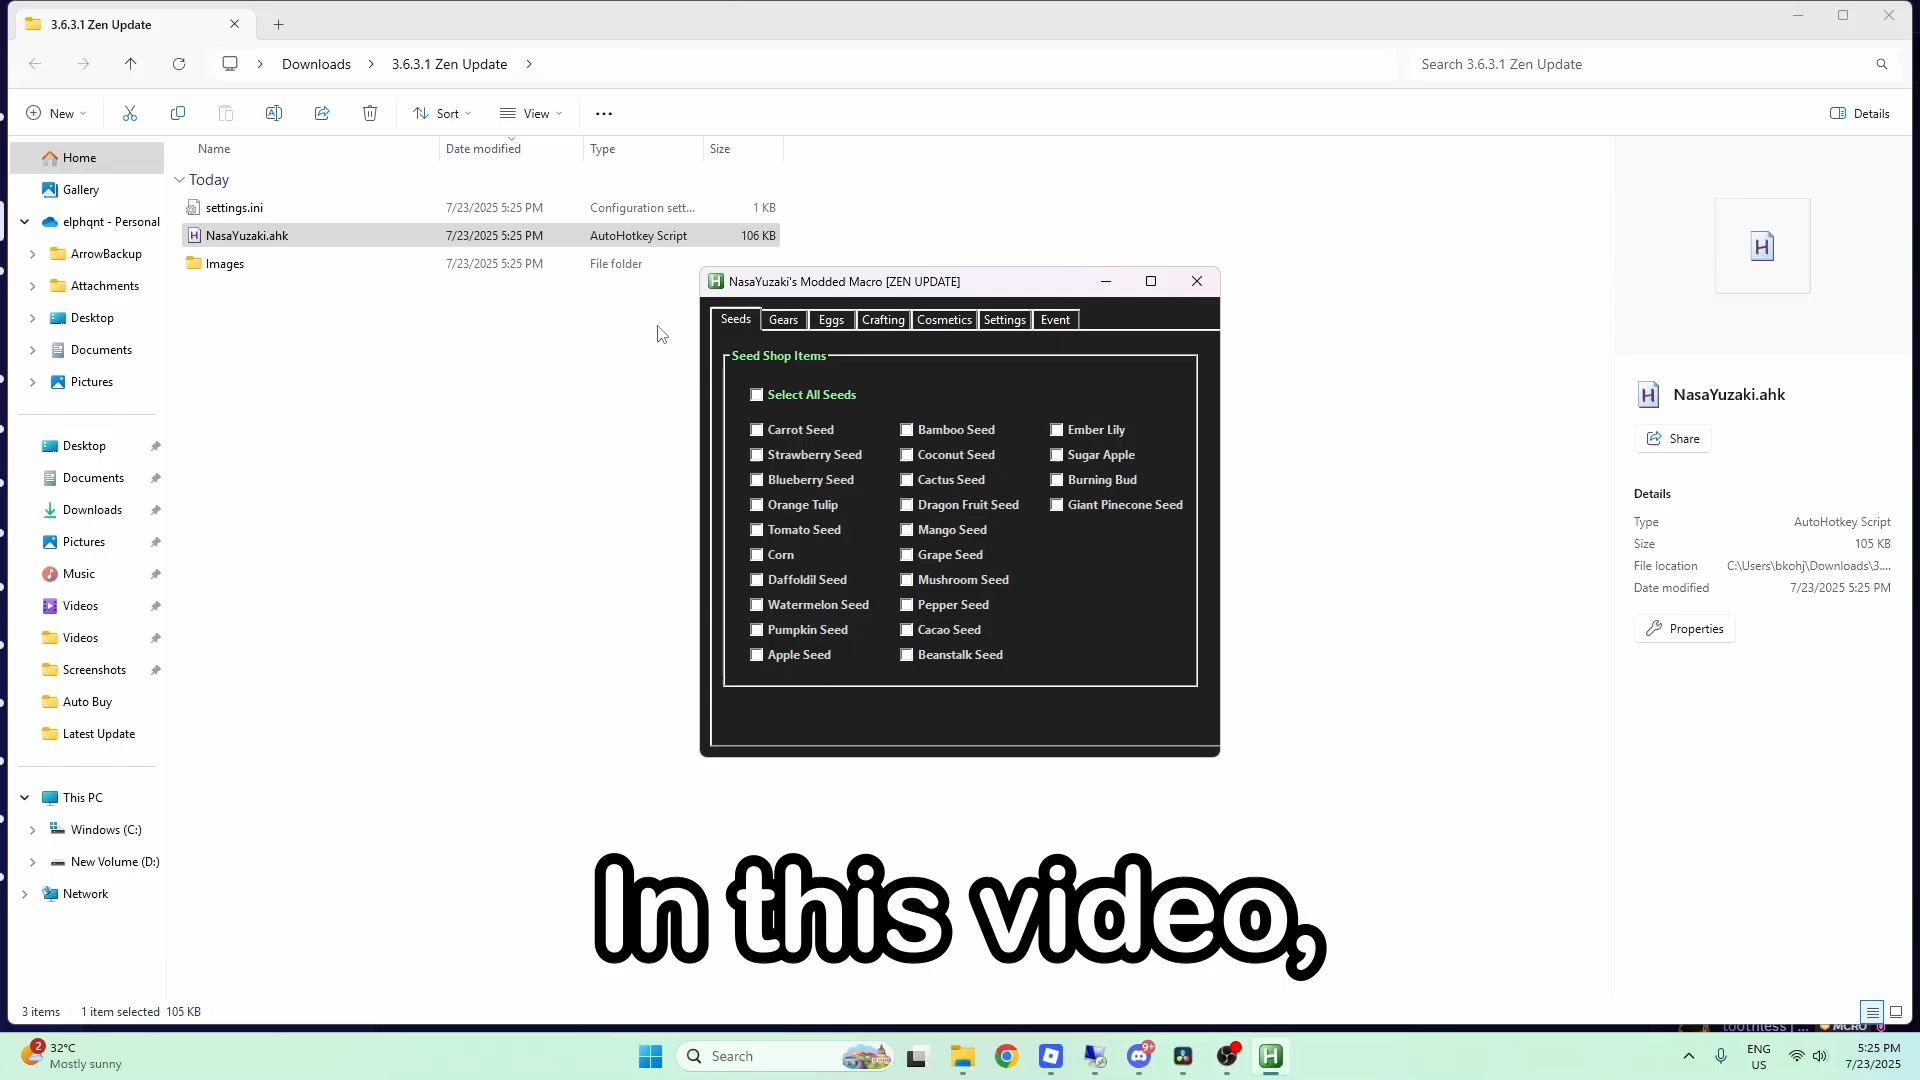 3.6.3.1 Zen Update
Downloads
3.6.3.1 Zen Update
Search 3.6.3.1 Zen Update
New
Sort
View
Details
Name
Date modified
Type
Size
Home
Gallery
elphqnt - Personal
ArrowBackup
Attachments
Desktop
Documents
Pictures
Desktop
Documents
Downloads
Pictures
Music
Videos
Videos
Screenshots
Auto Buy
Latest Update
This PC
Windows (C:)
New Volume (D:)
Network
Today
settings.ini 7/23/2025 5:25 PM Configuration sett... 1 KB
NasaYuzaki.ahk 7/23/2025 5:25 PM AutoHotkey Script 106 KB
Images 7/23/2025 5:25 PM File folder
NasaYuzaki's Modded Macro [ZEN UPDATE]
Seeds Gears Eggs Crafting Cosmetics Settings Event
Seed Shop Items
Select All Seeds
Carrot Seed
Strawberry Seed
Blueberry Seed
Orange Tulip
Tomato Seed
Corn
Daffoldil Seed
Watermelon Seed
Pumpkin Seed
Apple Seed
Bamboo Seed
Coconut Seed
Cactus Seed
Dragon Fruit Seed
Mango Seed
Grape Seed
Mushroom Seed
Pepper Seed
Cacao Seed
Beanstalk Seed
Ember Lily
Sugar Apple
Burning Bud
Giant Pinecone Seed
NasaYuzaki.ahk
Share
Details
Type AutoHotkey Script
Size 105 KB
File location C:\Users\bkohj\Downloads\3....
Date modified 7/23/2025 5:25 PM
Properties
In this video,
3 items 1 item selected 105 KB
2
32°C
Mostly sunny
Search
9+
ENG
US
5:25 PM
7/23/2025